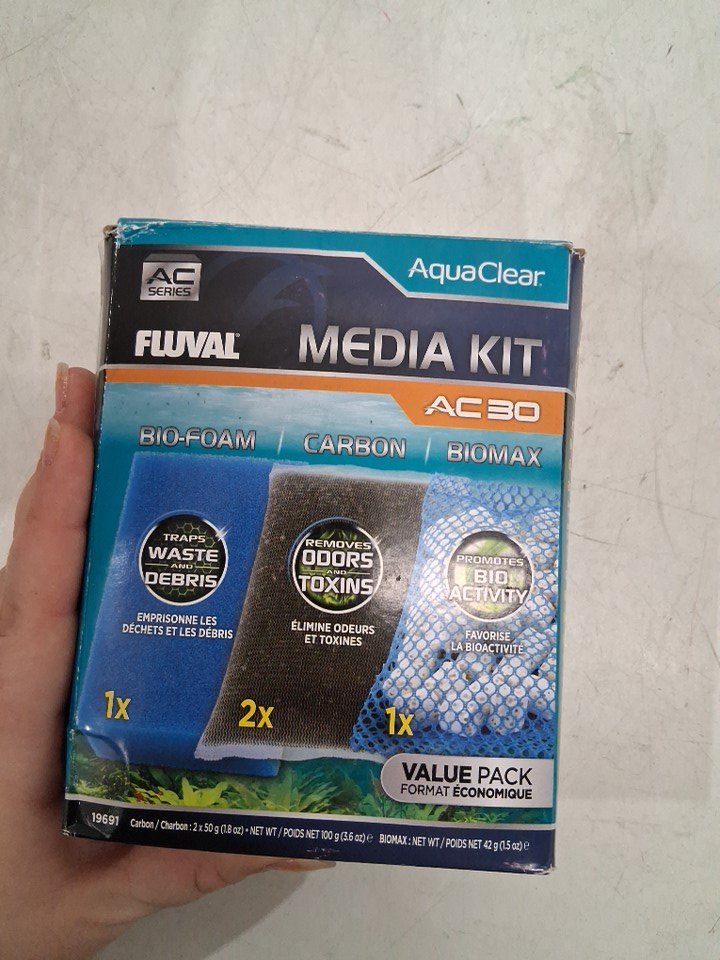 AC
SERIES
AquaClear
FLUVAL®
MEDIA KIT
AC 30
BIO-FOAM | CARBON | BIOMAX
TRAPS
WASTE
AND
DEBRIS
EMPRISONNE LES
DÉCHETS ET LES DÉBRIS
1x
REMOVES
ODORS
AND
TOXINS
ÉLIMINE ODEURS
ET TOXINES
2x
PROMOTES
BIO
ACTIVITY
FAVORISE
LA BIOACTIVITÉ
1x
VALUE PACK
FORMAT ÉCONOMIQUE
19691
Carbon / Charbon : 2 x 50 g (1.8 oz) • NET WT / POIDS NET 100 g (3.6 oz) e BIOMAX : NET WT / POIDS NET 42 g (1.5 oz) e